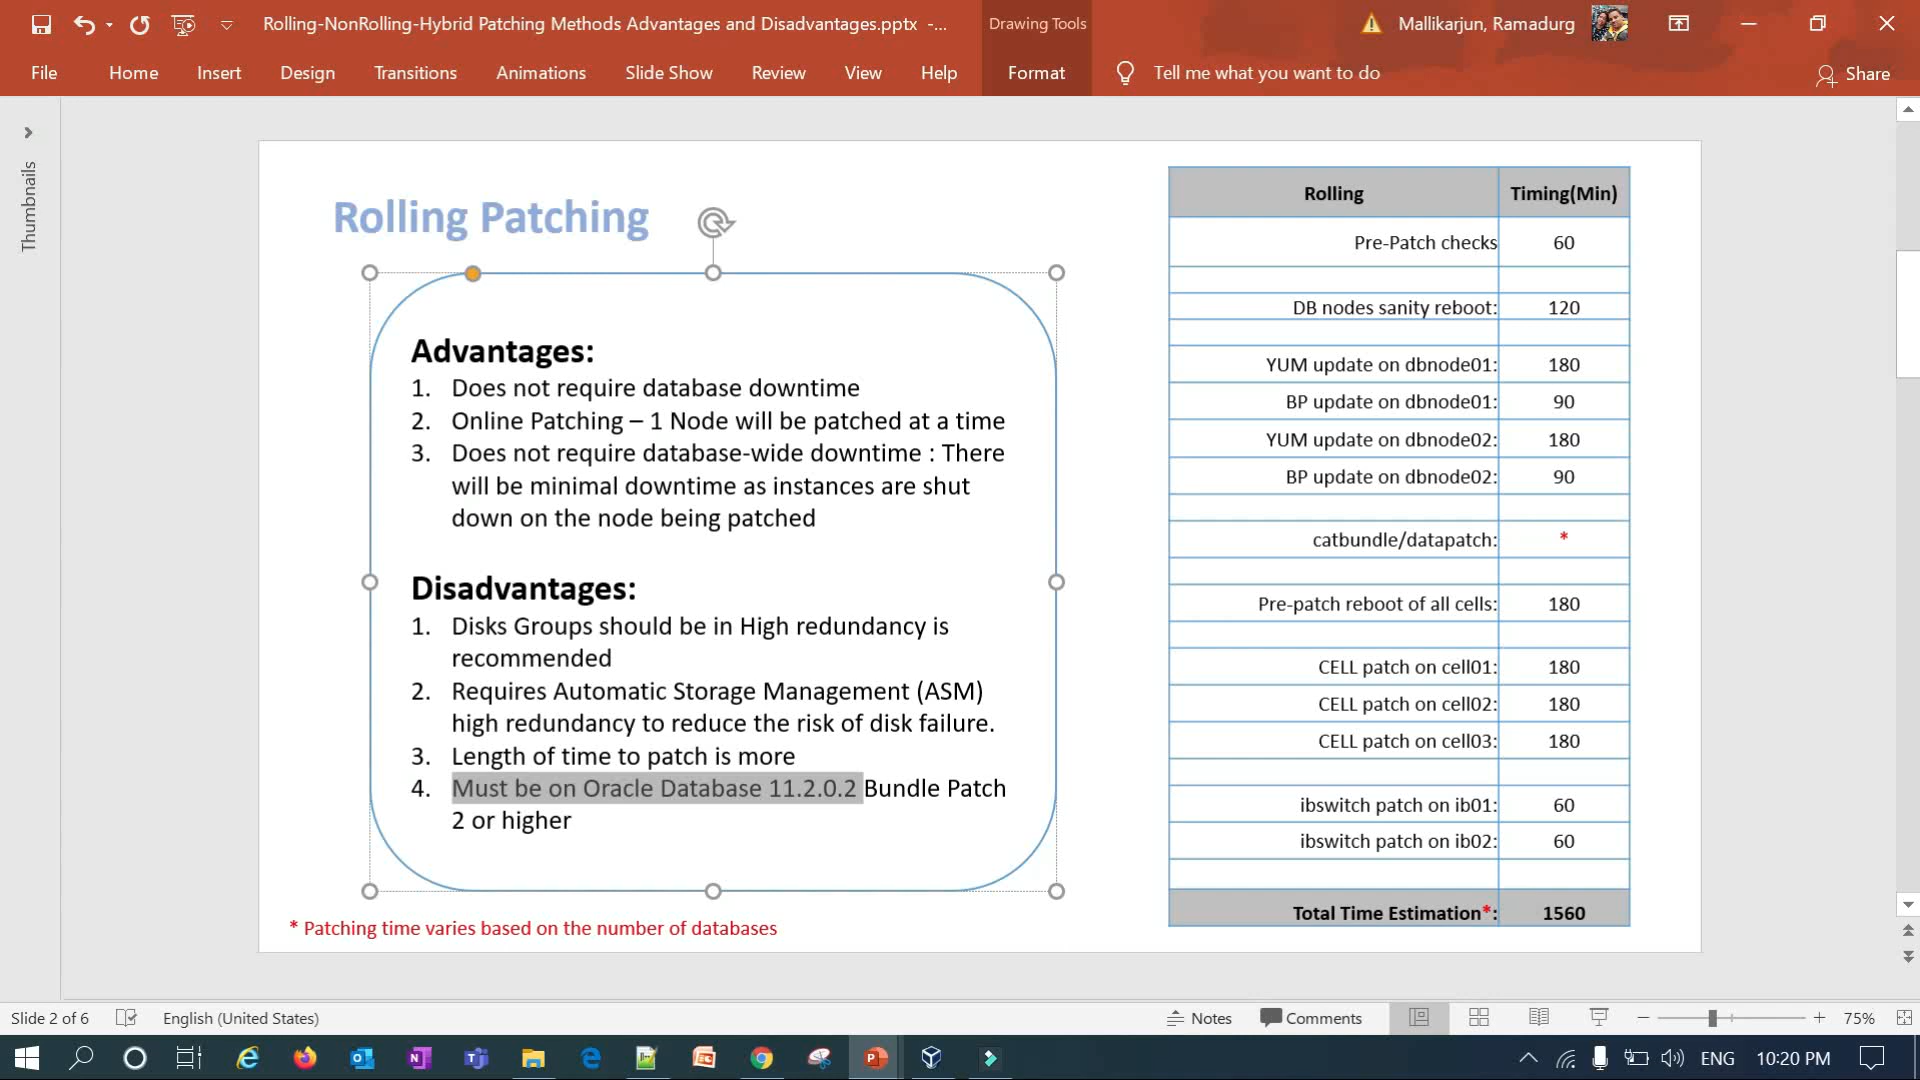 Rolling-NonRolling-Hybrid Patching Methods Advantages and Disadvantages.pptx -...
Drawing Tools
Mallikarjun, Ramadurg
File
Home
Insert
Design
Transitions
Animations
Slide Show
Review
View
Help
Format
Tell me what you want to do
Share
Thumbnails
Rolling Patching
Advantages:
1. Does not require database downtime
2. Online Patching – 1 Node will be patched at a time
3. Does not require database-wide downtime : There
will be minimal downtime as instances are shut
down on the node being patched
Disadvantages:
1. Disks Groups should be in High redundancy is
recommended
2. Requires Automatic Storage Management (ASM)
high redundancy to reduce the risk of disk failure.
3. Length of time to patch is more
4. Must be on Oracle Database 11.2.0.2 Bundle Patch
2 or higher
* Patching time varies based on the number of databases
Rolling Timing(Min)
Pre-Patch checks 60
DB nodes sanity reboot: 120
YUM update on dbnode01: 180
BP update on dbnode01: 90
YUM update on dbnode02: 180
BP update on dbnode02: 90
catbundle/datapatch: *
Pre-patch reboot of all cells: 180
CELL patch on cell01: 180
CELL patch on cell02: 180
CELL patch on cell03: 180
ibswitch patch on ib01: 60
ibswitch patch on ib02: 60
Total Time Estimation*: 1560
Slide 2 of 6
English (United States)
Notes
Comments
75%
ENG
10:20 PM